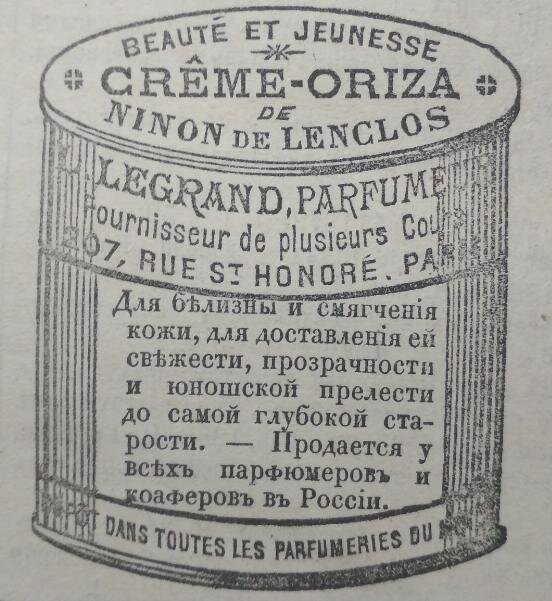 BEAUTÉ ET JEUNESSE
CRÊME-ORIZA
DE
NINON DE LENCLOS
L. LEGRAND, PARFUME
Fournisseur de plusieurs Cou
207, RUE ST HONORÉ. PA
Для бѣлизны и смягченія
кожи, для доставленія ей
свѣжести, прозрачности
и юношской прелести
до самой глубокой ста-
рости. — Продается у
всѣхъ парфюмеровъ и
коаферовъ въ Россіи.
DANS TOUTES LES PARFUMERIES DU